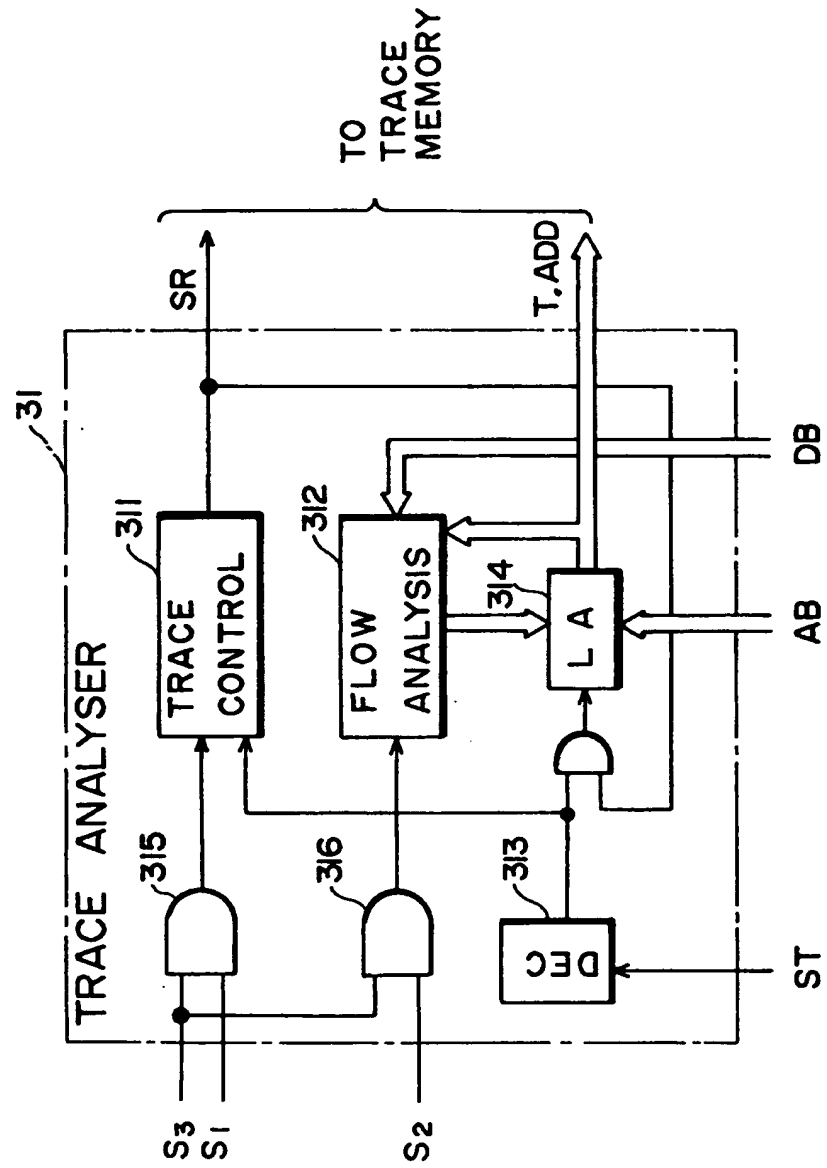 TRACE ANALYSER
31
S3
S1
S2
315
316
TRACE
CONTROL
311
FLOW
ANALYSIS
312
DEC
313
LA
314
SR
T.ADD
TO
TRACE
MEMORY
ST
AB
DB